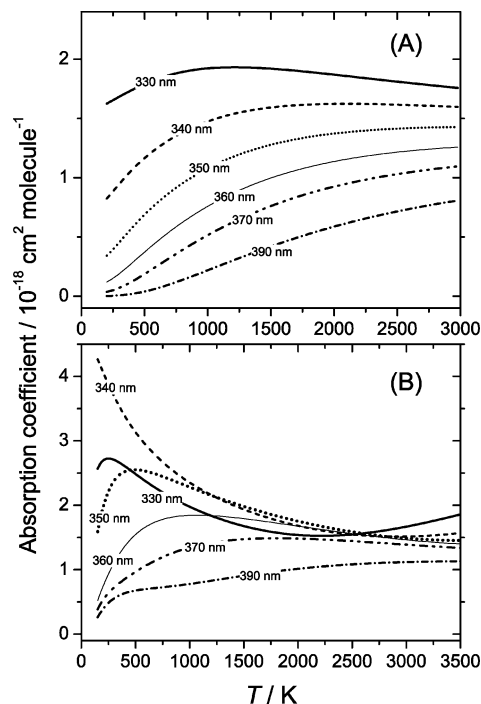 (A)
2
1
0
330 nm
340 nm
350 nm
360 nm
370 nm
390 nm
0 500 1000 1500 2000 2500 3000
Absorption coefficient / 10⁻¹⁸ cm² molecule⁻¹
(B)
4
3
2
1
0
340 nm
330 nm
350 nm
360 nm
370 nm
390 nm
0 500 1000 1500 2000 2500 3000 3500
T / K